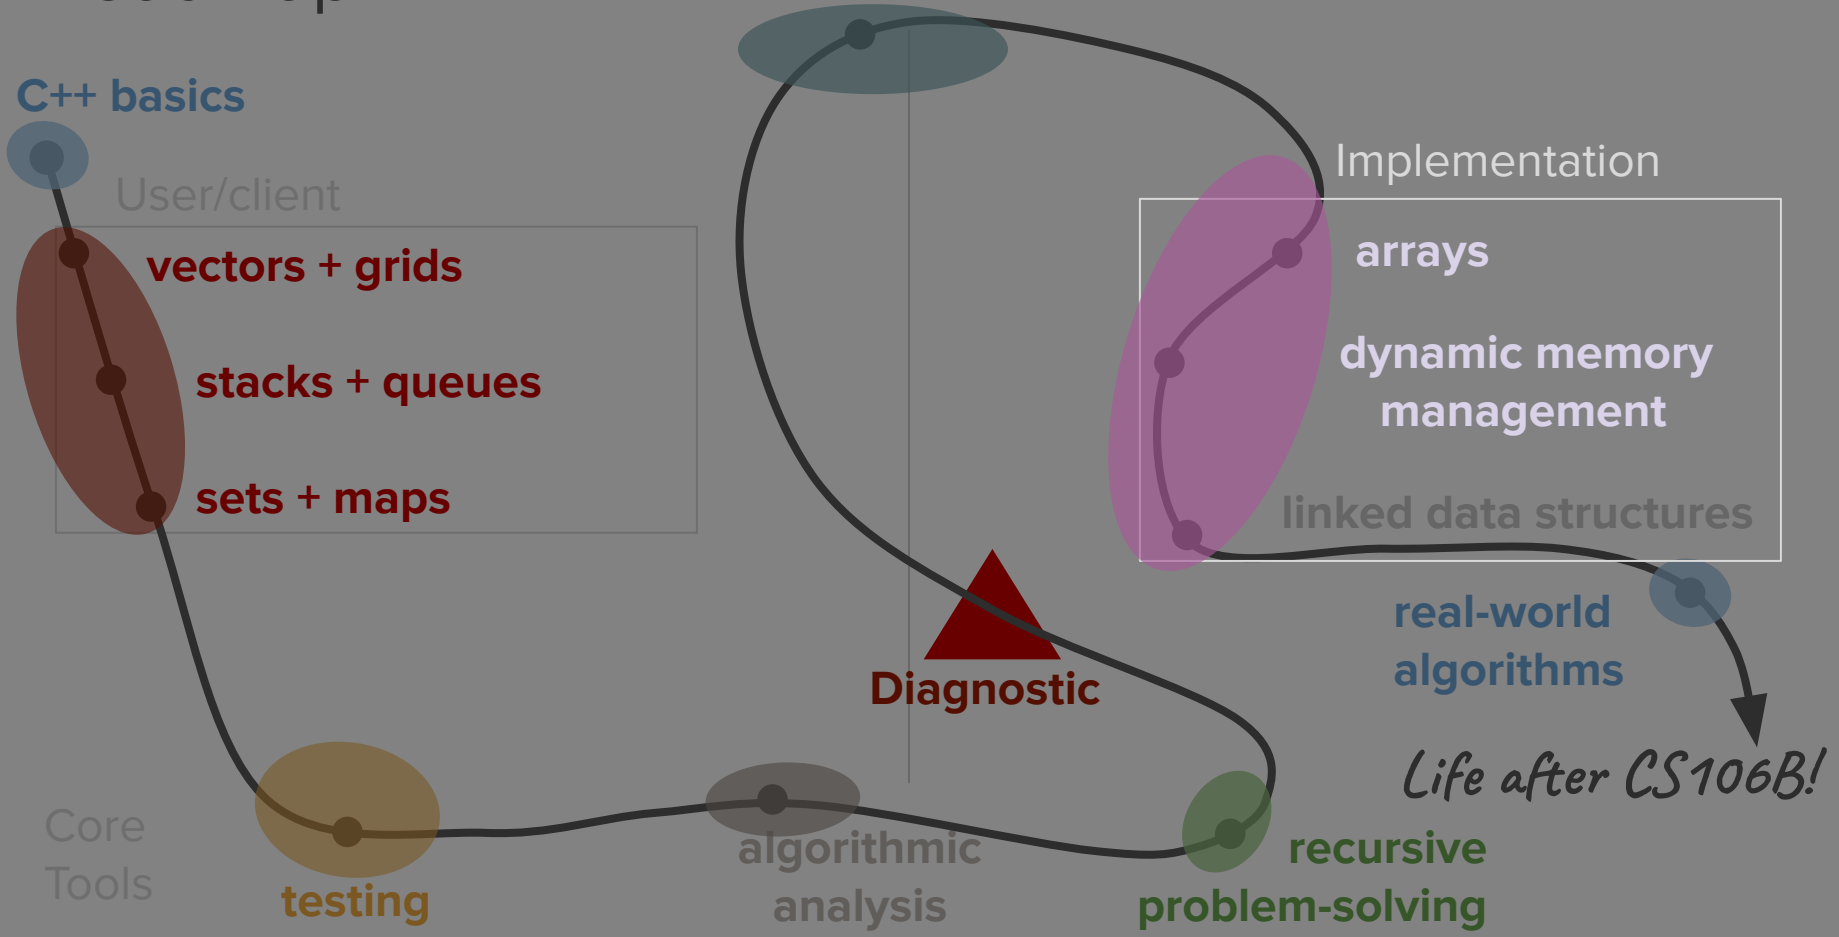 C++ basics
User/client
vectors + grids
stacks + queues
sets + maps
Implementation
arrays
dynamic memory
management
linked data structures
real-world
algorithms
Diagnostic
Life after CS106B!
Core
Tools
testing
algorithmic
analysis
recursive
problem-solving